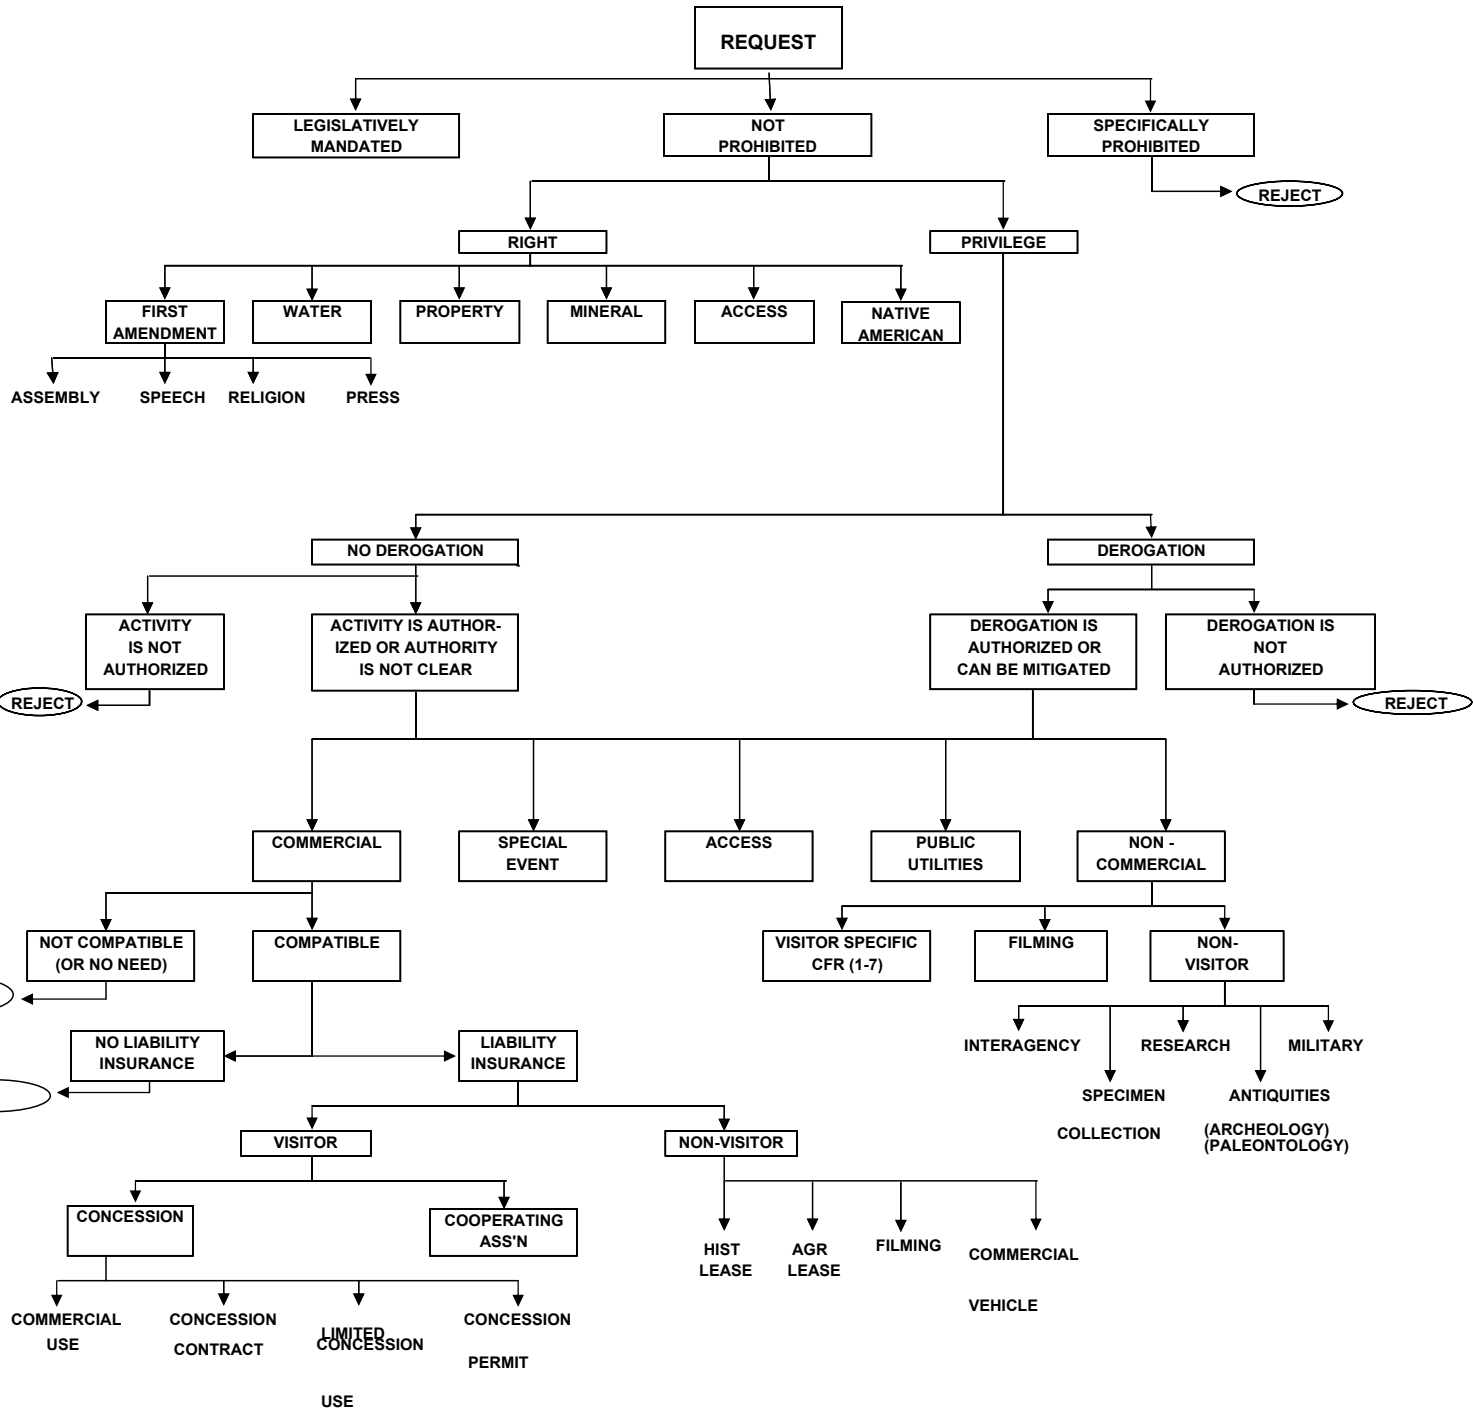 REQUEST
LEGISLATIVELY
MANDATED
NOT
PROHIBITED
SPECIFICALLY
PROHIBITED
REJECT
RIGHT
PRIVILEGE
FIRST
AMENDMENT
WATER
PROPERTY
MINERAL
ACCESS
NATIVE
AMERICAN
ASSEMBLY
SPEECH
RELIGION
PRESS
NO DEROGATION
DEROGATION
ACTIVITY
IS NOT
AUTHORIZED
ACTIVITY IS AUTHOR-
IZED OR AUTHORITY
IS NOT CLEAR
DEROGATION IS
AUTHORIZED OR
CAN BE MITIGATED
DEROGATION IS
NOT
AUTHORIZED
REJECT
REJECT
COMMERCIAL
SPECIAL
EVENT
ACCESS
PUBLIC
UTILITIES
NON -
COMMERCIAL
NOT COMPATIBLE
(OR NO NEED)
COMPATIBLE
VISITOR SPECIFIC
CFR (1-7)
FILMING
NON-
VISITOR
NO LIABILITY
INSURANCE
LIABILITY
INSURANCE
INTERAGENCY
RESEARCH
MILITARY
SPECIMEN
COLLECTION
ANTIQUITIES
(ARCHEOLOGY)
(PALEONTOLOGY)
VISITOR
NON-VISITOR
CONCESSION
COOPERATING
ASS'N
HIST
LEASE
AGR
LEASE
FILMING
COMMERCIAL
VEHICLE
COMMERCIAL
USE
CONCESSION
CONTRACT
LIMITED
CONCESSION
USE
CONCESSION
PERMIT